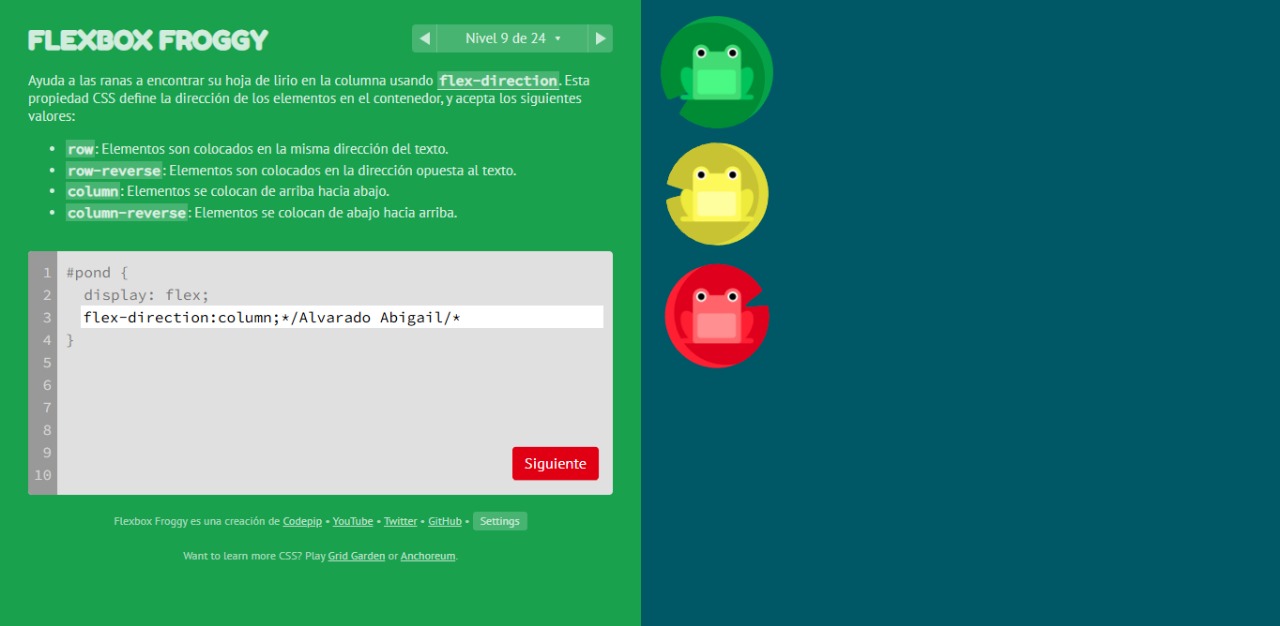 FLEXBOX FROGGY
Nivel 9 de 24
Ayuda a las ranas a encontrar su hoja de lirio en la columna usando flex-direction. Esta
propiedad CSS define la dirección de los elementos en el contenedor, y acepta los siguientes
valores:
• row: Elementos son colocados en la misma dirección del texto.
• row-reverse: Elementos son colocados en la dirección opuesta al texto.
• column: Elementos se colocan de arriba hacia abajo.
• column-reverse: Elementos se colocan de abajo hacia arriba.
1 #pond {
2 display: flex;
3 flex-direction:column;*/Alvarado Abigail/*
4 }
5
6
7
8
9
10
Siguiente
Flexbox Froggy es una creación de Codepip • YouTube • Twitter • GitHub • Settings
Want to learn more CSS? Play Grid Garden or Anchoreum.